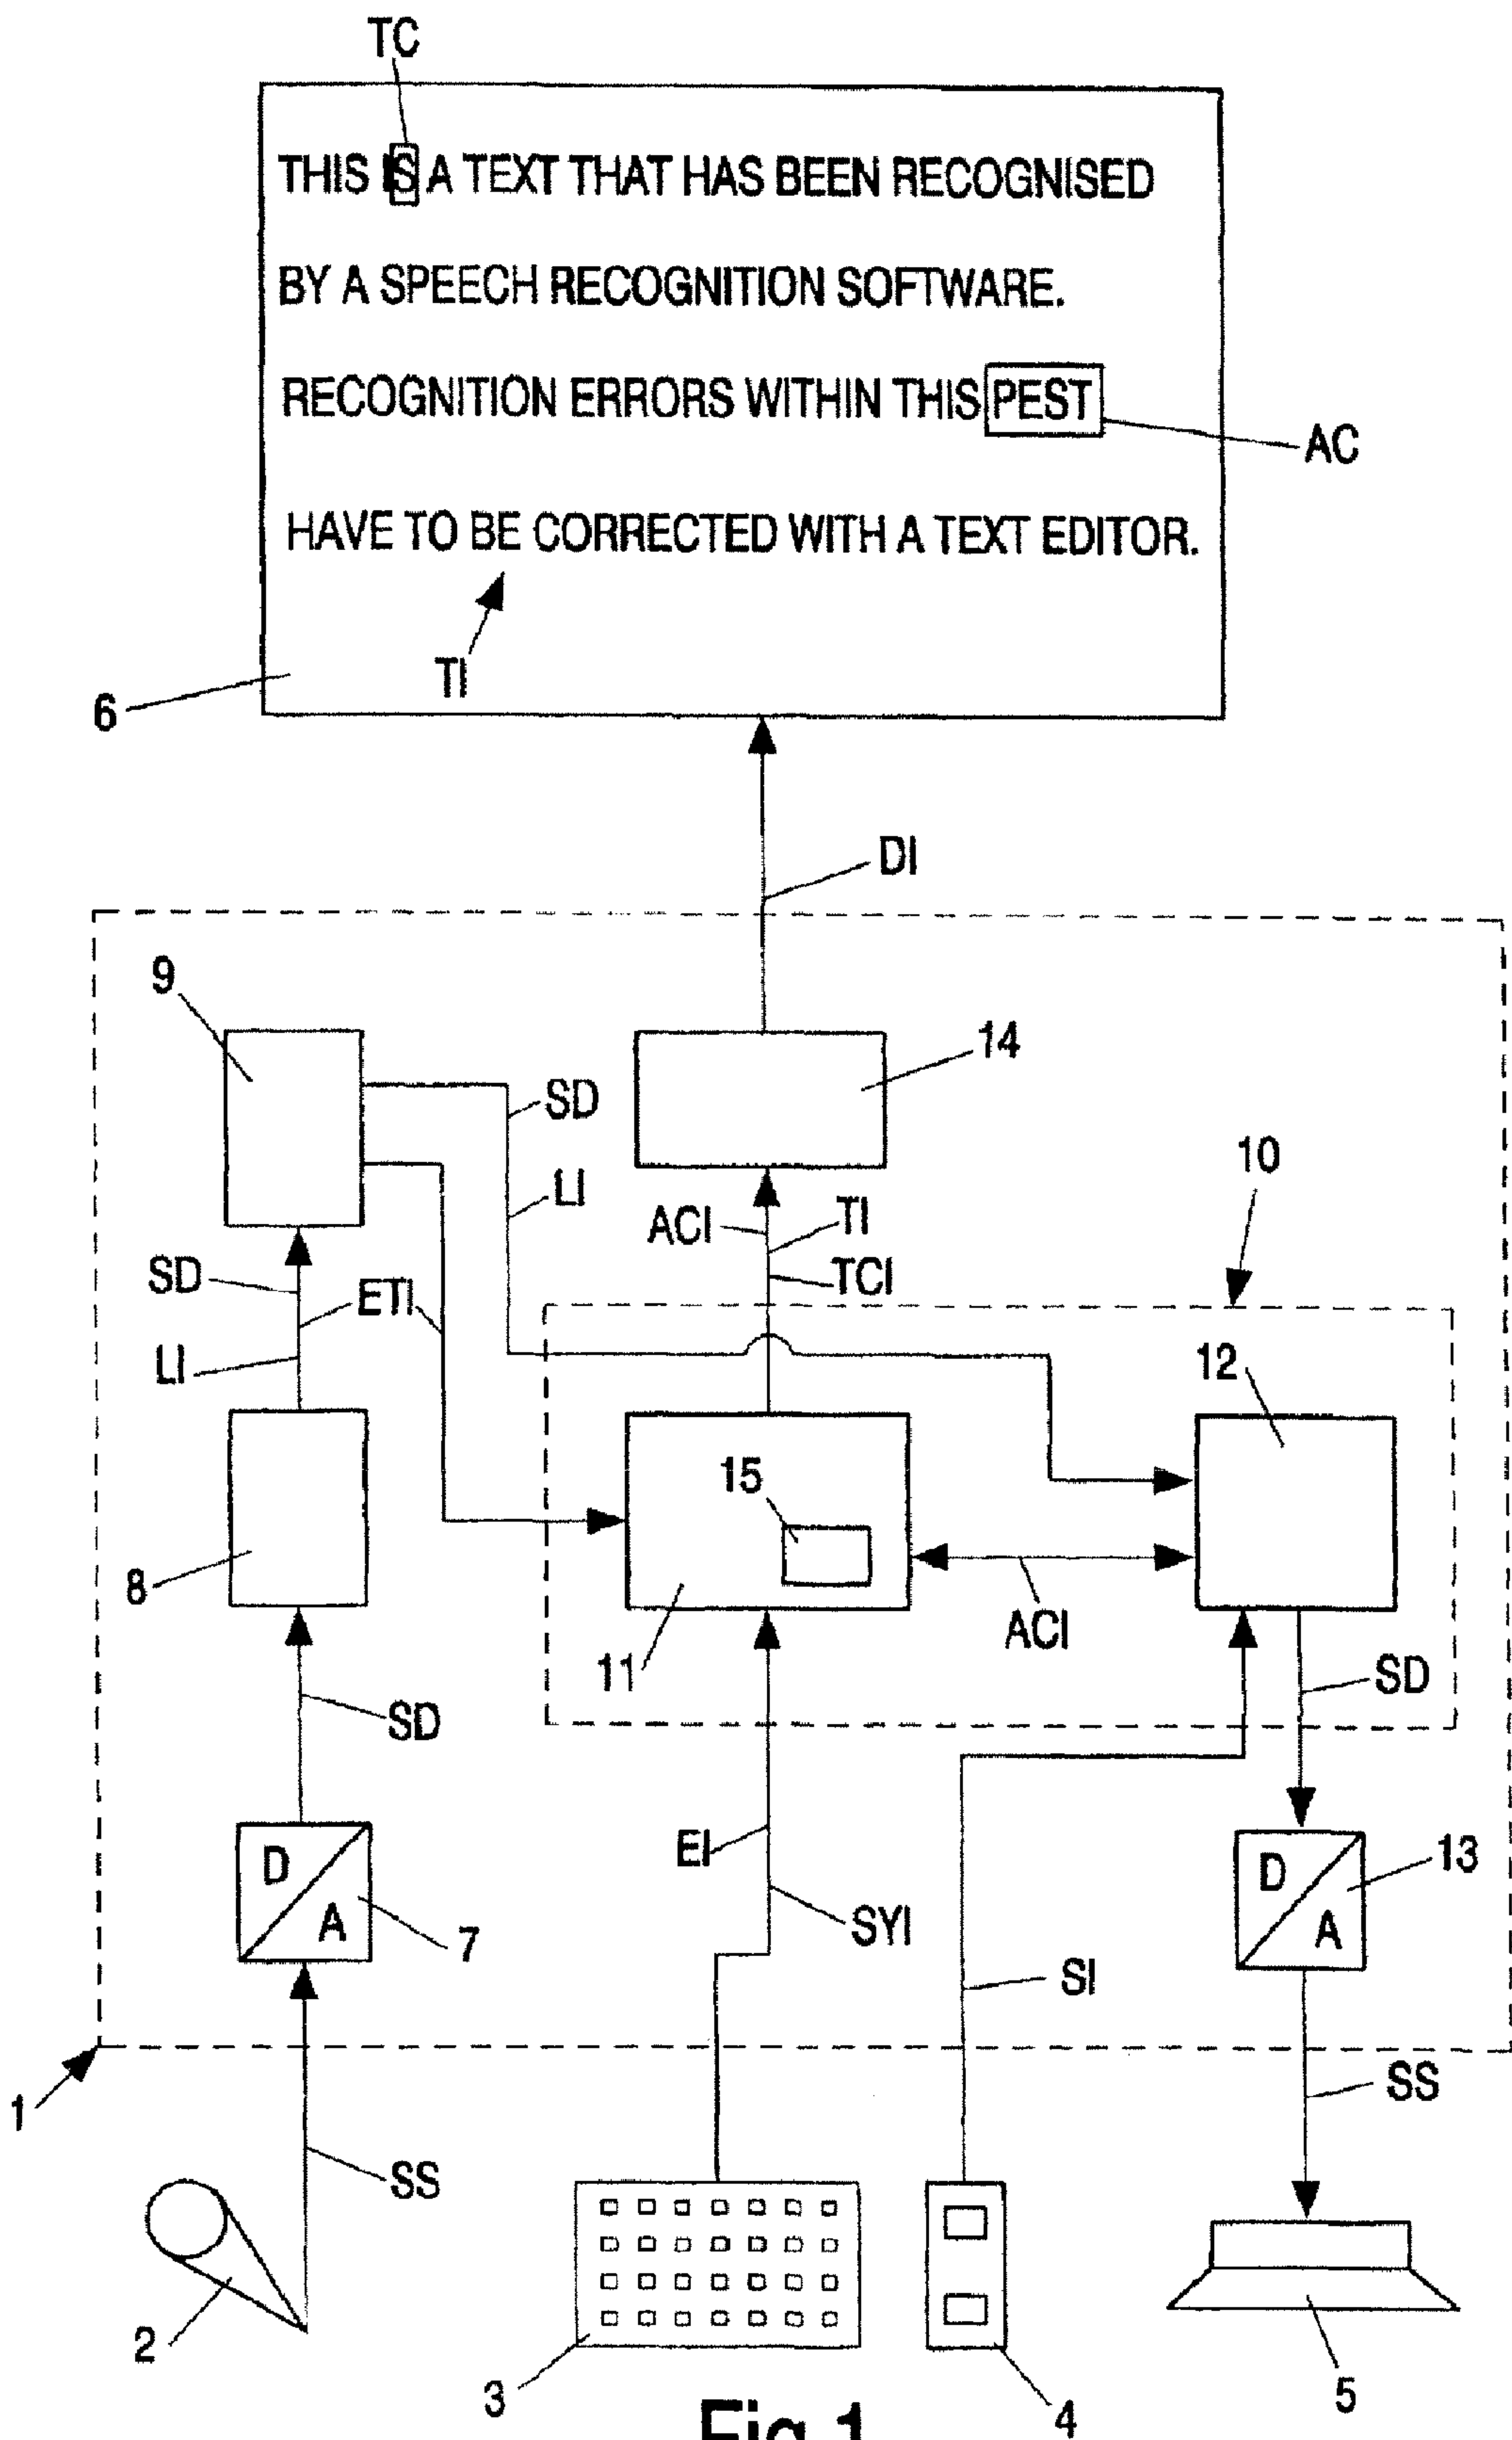 TC
THIS IS A TEXT THAT HAS BEEN RECOGNISED
BY A SPEECH RECOGNITION SOFTWARE.
RECOGNITION ERRORS WITHIN THIS PEST
AC
HAVE TO BE CORRECTED WITH A TEXT EDITOR.
TI
6
DI
9
14
SD
10
LI
ACI
TI
SD
ETI
TCI
LI
12
15
8
ACI
11
SD
SD
D
A
7
EI
SYI
D
A
13
SI
1
SS
SS
2
3
4
5
Fig.1